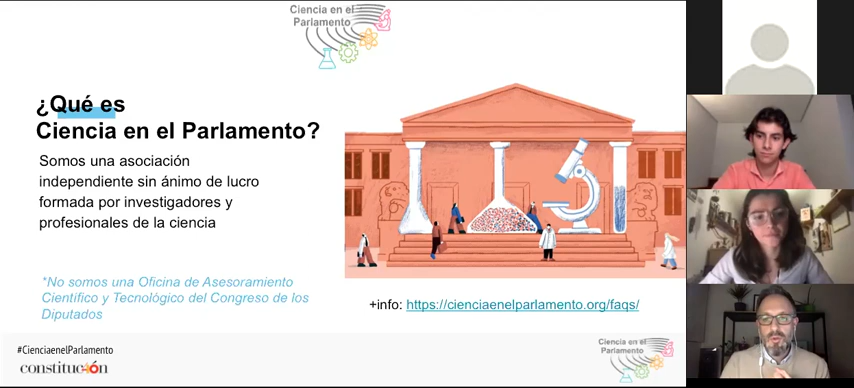 Ciencia en el
Parlamento
¿Qué es
Ciencia en el Parlamento?
Somos una asociación
independiente sin ánimo de lucro
formada por investigadores y
profesionales de la ciencia
*No somos una Oficina de Asesoramiento
Científico y Tecnológico del Congreso de los
Diputados
+info: https://cienciaenelparlamento.org/faqs/
#CienciaenelParlamento
constitución
Ciencia en el
Parlamento